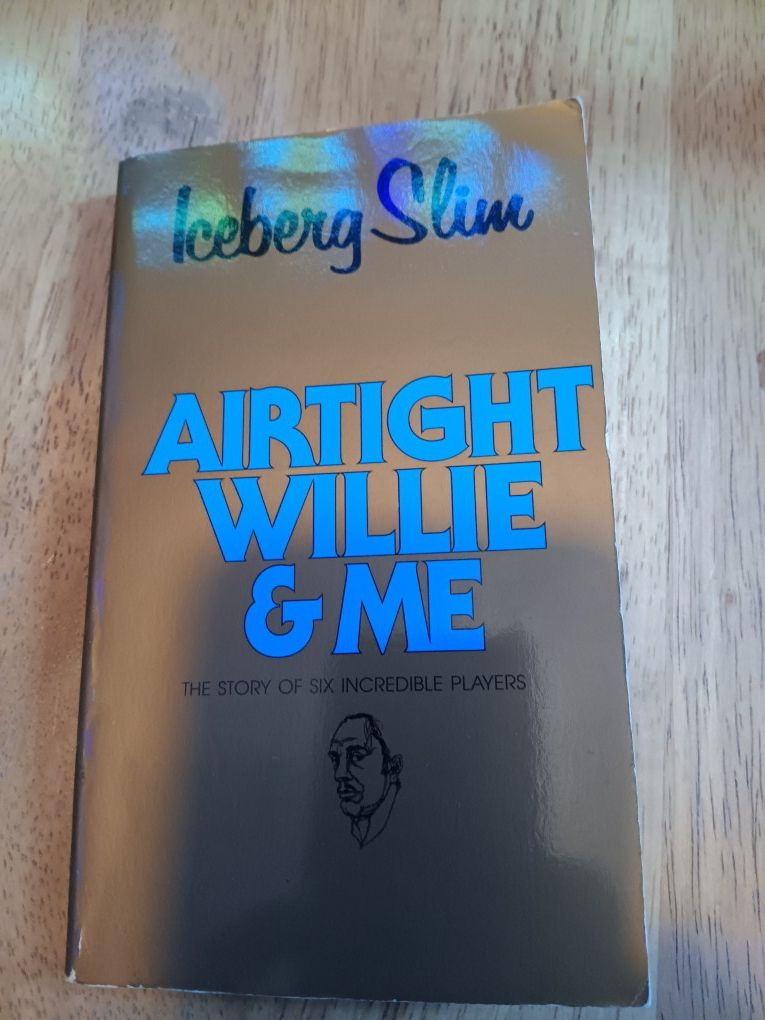 Iceberg Slim
AIRTIGHT
WILLIE
& ME
THE STORY OF SIX INCREDIBLE PLAYERS